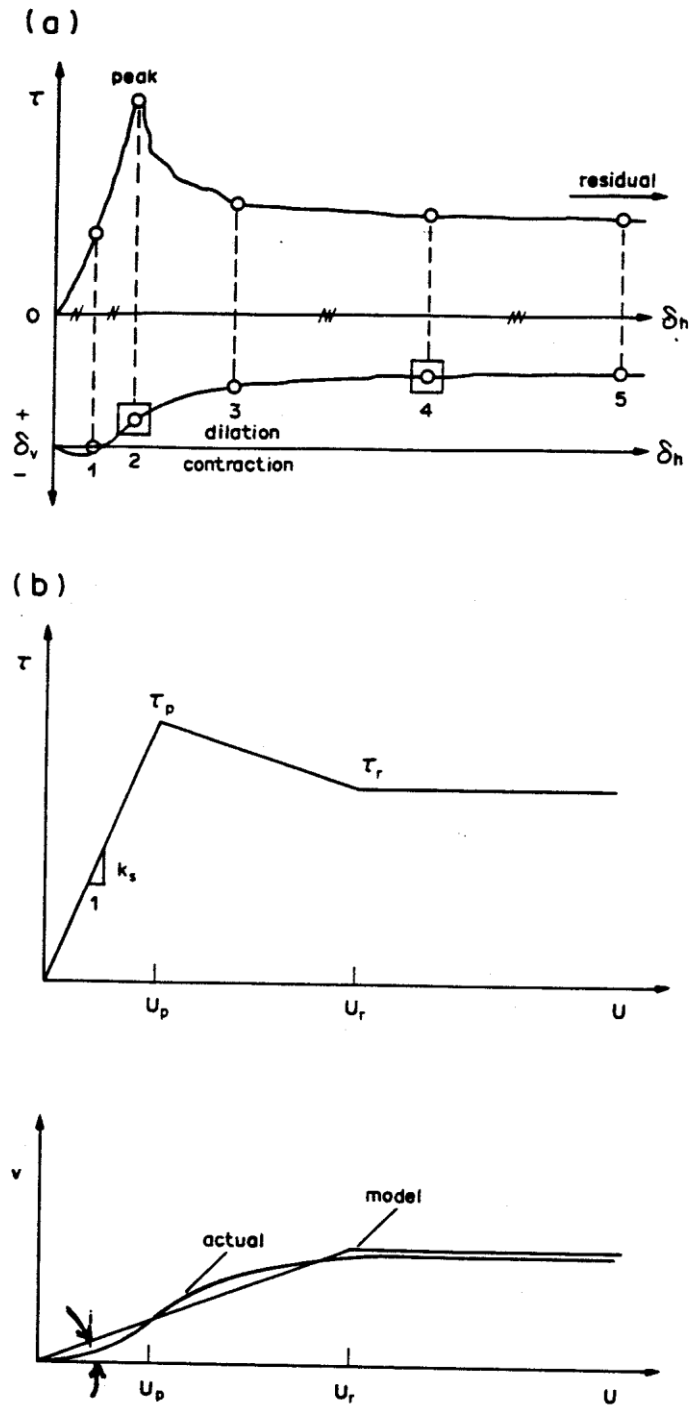 (a)
peak
τ
residual
0
δh
+
δv
-
1
2
3
4
5
dilation
contraction
δh
(b)
τ
τp
τr
ks
1
Up
Ur
U
v
model
actual
i
Up
Ur
U